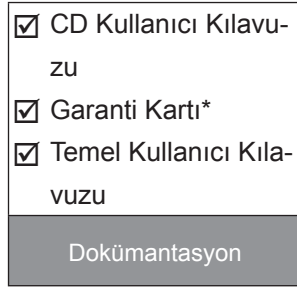 ☑ CD Kullanıcı Kılavu-
zu
☑ Garanti Kartı*
☑ Temel Kullanıcı Kıla-
vuzu
Dokümantasyon